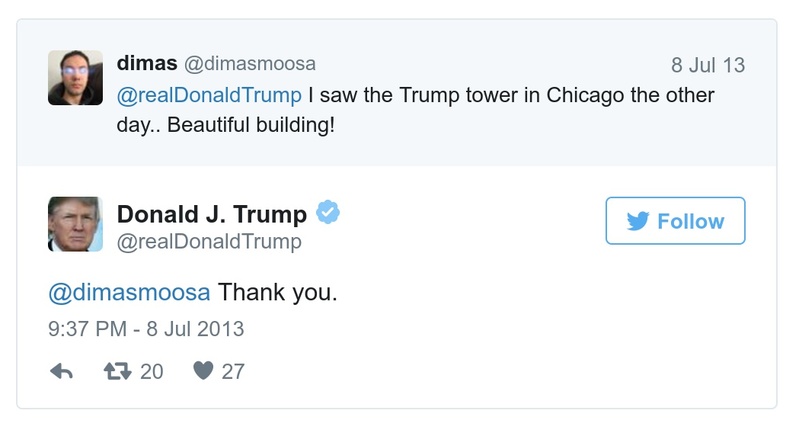 dimas @dimasmoosa 8 Jul 13
@realDonaldTrump I saw the Trump tower in Chicago the other
day.. Beautiful building!
Donald J. Trump
@realDonaldTrump
Follow
@dimasmoosa Thank you.
9:37 PM - 8 Jul 2013
20 27